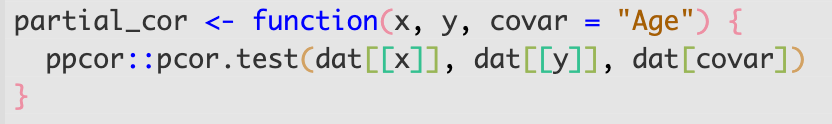 partial_cor <- function(x, y, covar = "Age") {
  ppcor::pcor.test(dat[[x]], dat[[y]], dat[covar])
}